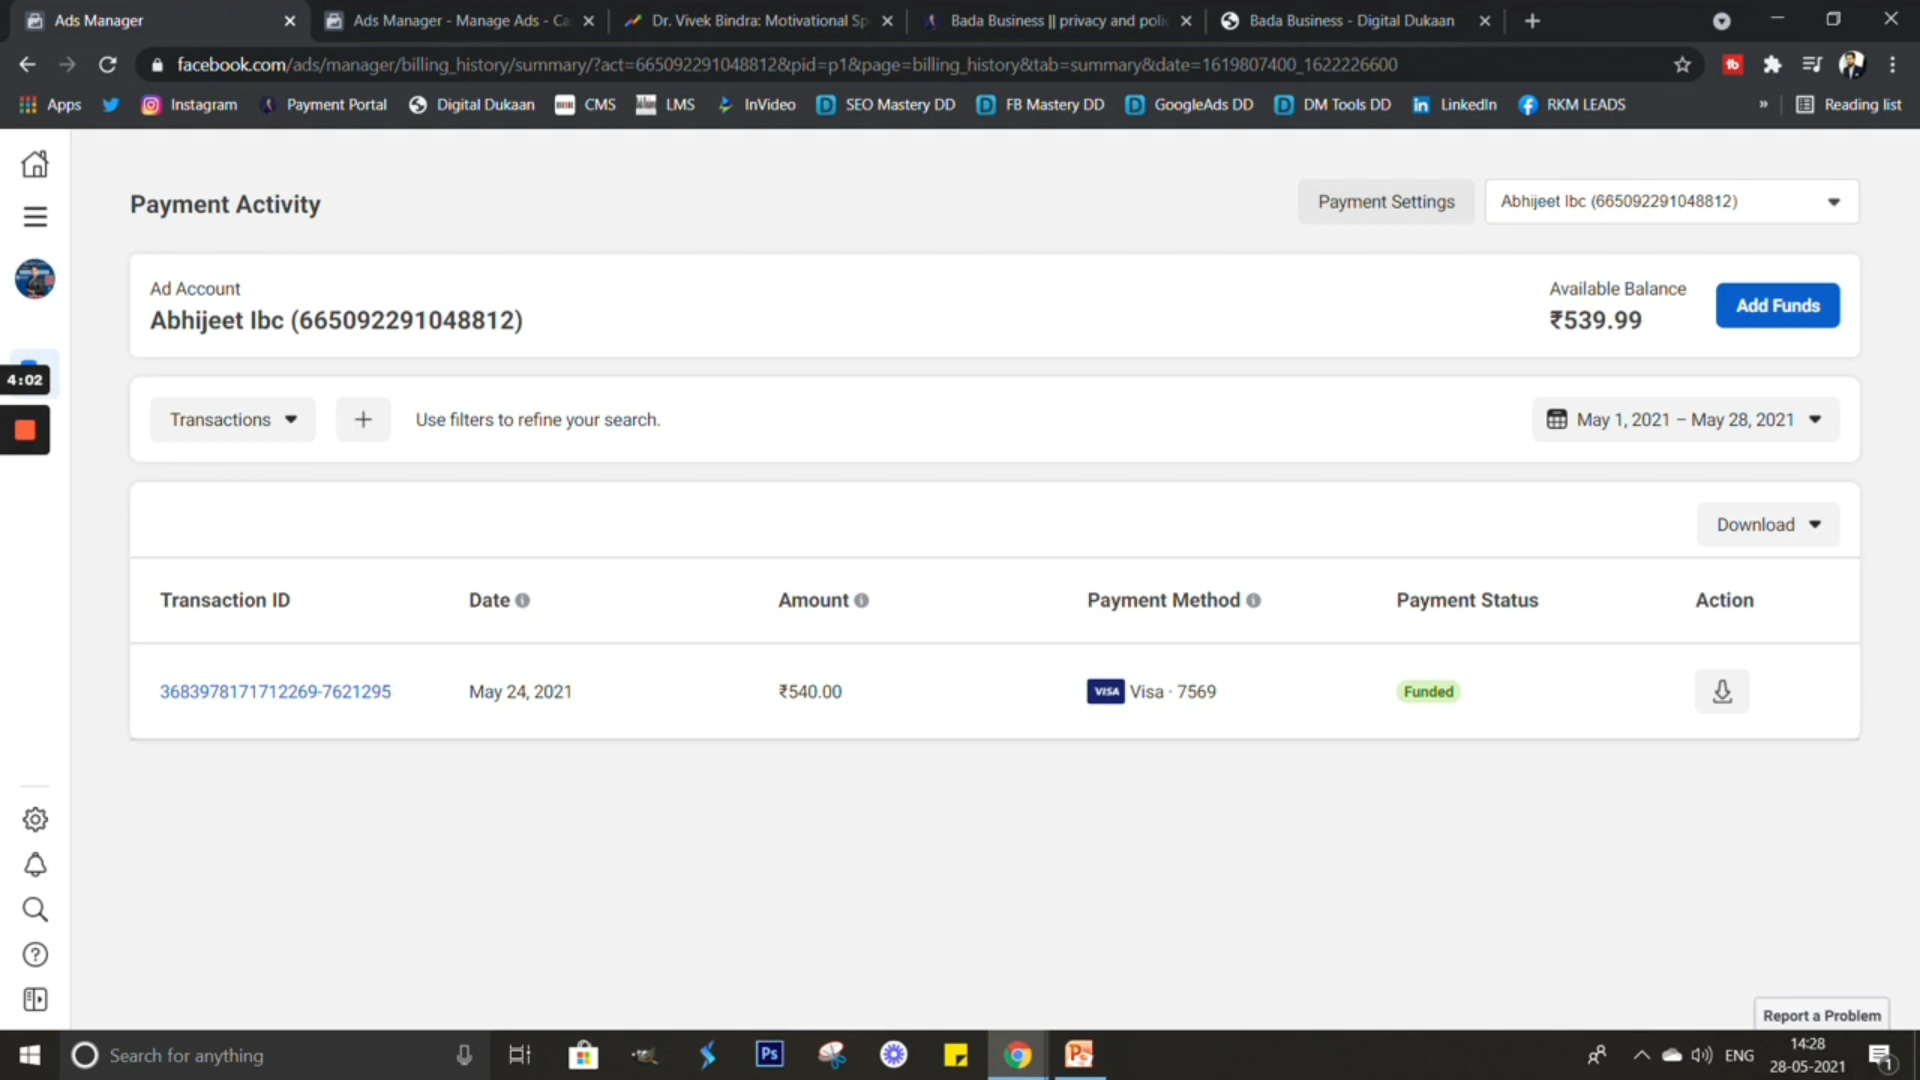 Ads Manager
Ads Manager - Manage Ads - Ca
Dr. Vivek Bindra: Motivational Sp
Bada Business || privacy and poli
Bada Business - Digital Dukaan
facebook.com/ads/manager/billing_history/summary/?act=665092291048812&pid=p1&page=billing_history&tab=summary&date=1619807400_1622226600
Apps
Instagram
Payment Portal
Digital Dukaan
CMS
LMS
InVideo
SEO Mastery DD
FB Mastery DD
GoogleAds DD
DM Tools DD
LinkedIn
RKM LEADS
»
Reading list
Payment Activity
Payment Settings
Abhijeet Ibc (665092291048812)
Ad Account
Abhijeet Ibc (665092291048812)
Available Balance
₹539.99
Add Funds
4:02
Transactions
Use filters to refine your search.
May 1, 2021 – May 28, 2021
Download
Transaction ID
Date
Amount
Payment Method
Payment Status
Action
3683978171712269-7621295
May 24, 2021
₹540.00
VISA
Visa · 7569
Funded
Report a Problem
Search for anything
Ps
ENG
14:28
28-05-2021
1